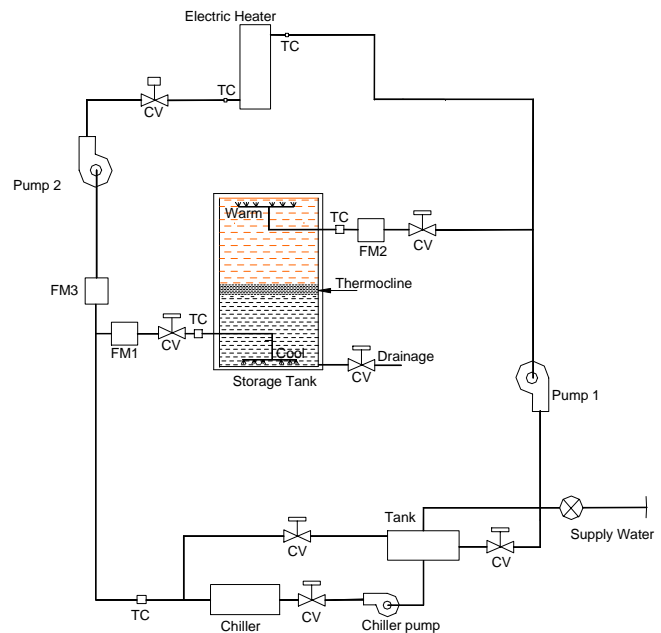 Electric Heater
TC
TC
CV
Pump 2
Warm
TC
FM2
CV
Thermocline
FM3
TC
FM1
CV
Cool
Drainage
CV
Storage Tank
Pump 1
Tank
CV
CV
Supply Water
TC
Chiller
CV
Chiller pump